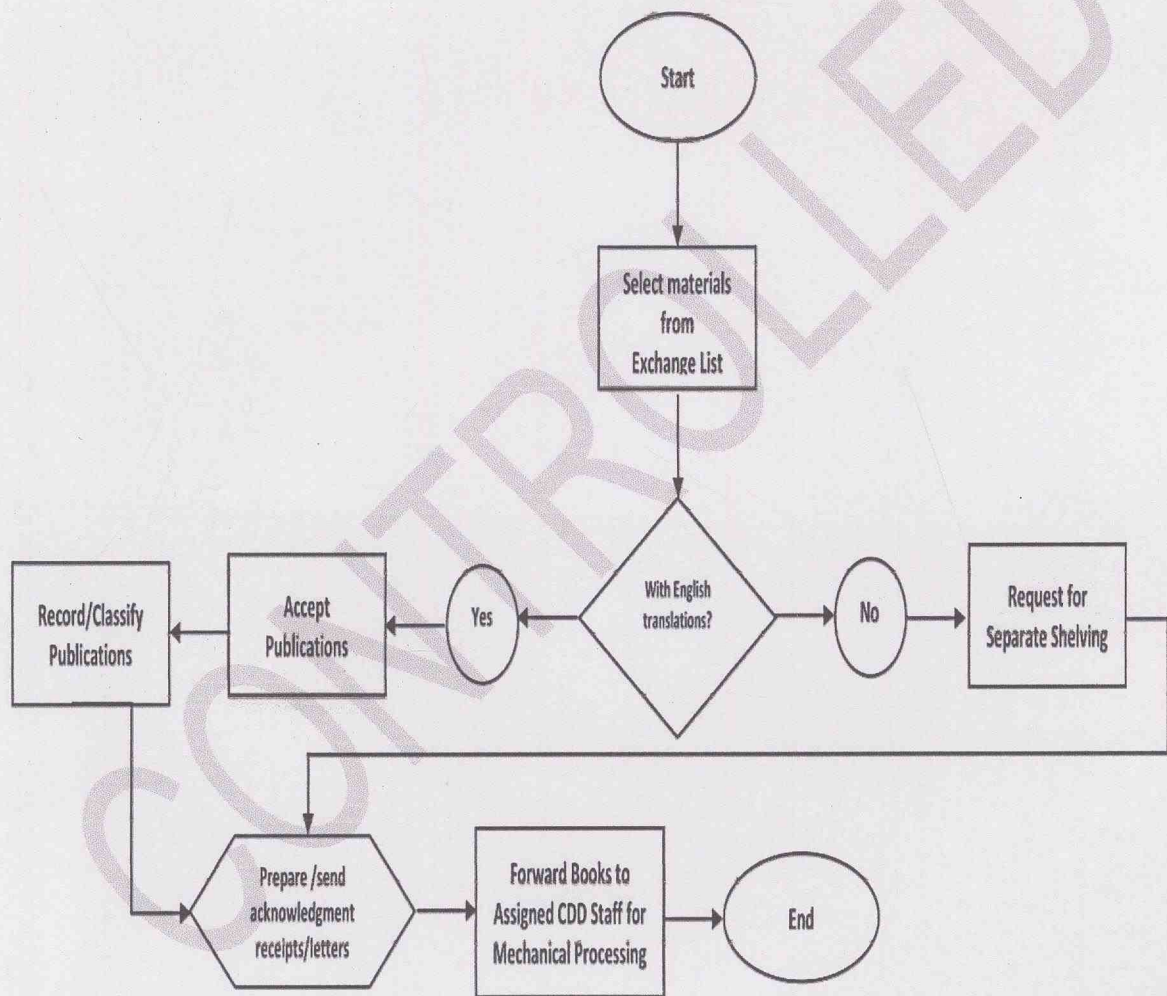 CONTROLLED
Start
Select materials
from
Exchange List
With English
translations?
Yes
Accept
Publications
Record/Classify
Publications
No
Request for
Separate Shelving
Prepare /send
acknowledgment
receipts/letters
Forward Books to
Assigned CDD Staff for
Mechanical Processing
End